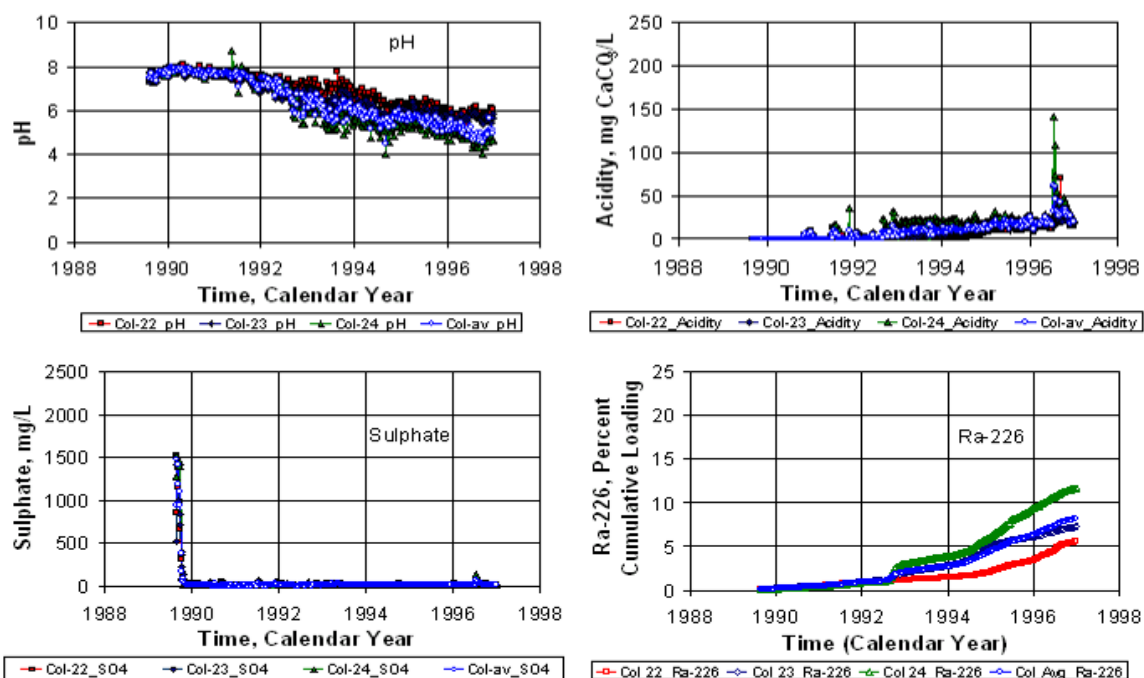 pH
10
8
6
4
2
0
pH
1988 1990 1992 1994 1996 1998
Time, Calendar Year
Col-22_pH Col-23_pH Col-24_pH Col-av_pH
Acidity, mg CaCO3/L
250
200
150
100
50
0
1988 1990 1992 1994 1996 1998
Time, Calendar Year
Col-22_Acidity Col-23_Acidity Col-24_Acidity Col-av_Acidity
Sulphate, mg/L
2500
2000
1500
1000
500
0
Sulphate
1988 1990 1992 1994 1996 1998
Time, Calendar Year
Col-22_SO4 Col-23_SO4 Col-24_SO4 Col-av_SO4
Ra-226, Percent
Cumulative Loading
25
20
15
10
5
0
Ra-226
1988 1990 1992 1994 1996 1998
Time (Calendar Year)
Col 22_Ra-226 Col 23_Ra-226 Col 24_Ra-226 Col Avg_Ra-226